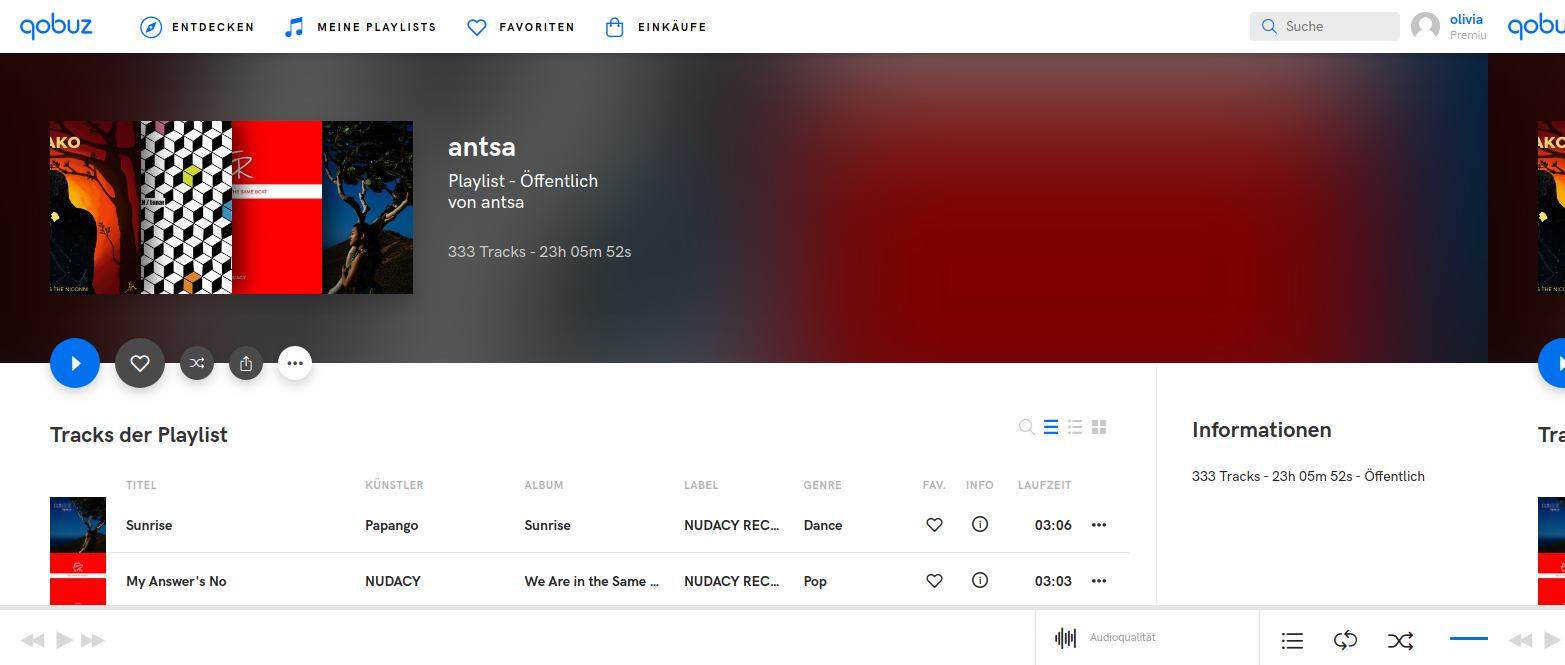 qobuz ENTDECKEN MEINE PLAYLISTS FAVORITEN EINKÄUFE Suche olivia qobu
Premiu
AKO
antsa
Playlist - Öffentlich
von antsa
333 Tracks - 23h 05m 52s
Tracks der Playlist
Informationen
Tra
333 Tracks - 23h 05m 52s - Öffentlich
TITEL KÜNSTLER ALBUM LABEL GENRE FAV. INFO LAUFZEIT
Sunrise Papango Sunrise NUDACY REC... Dance 03:06
My Answer's No NUDACY We Are in the Same ... NUDACY REC... Pop 03:03
Audioqualität